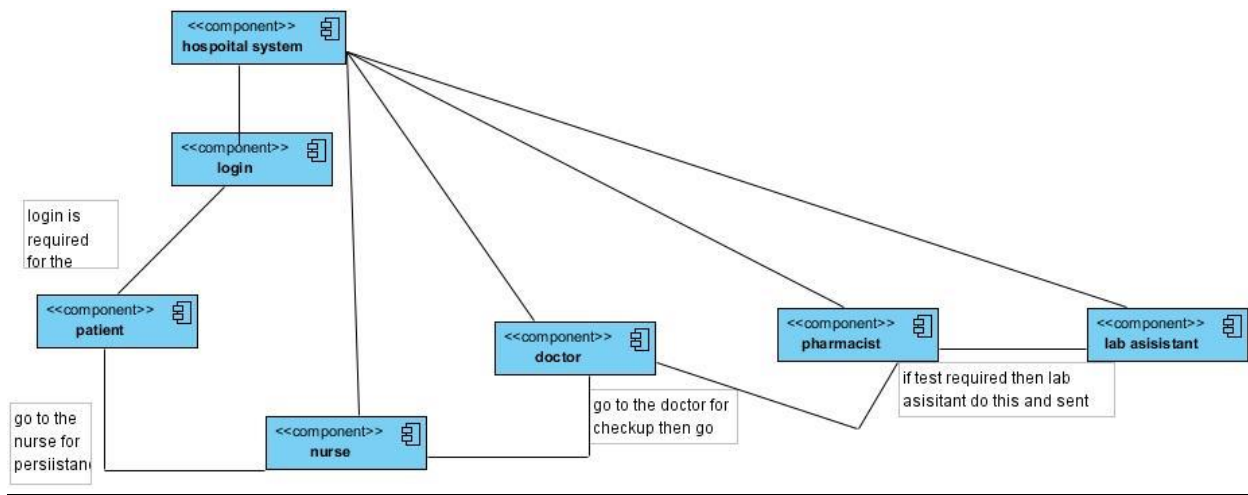 <<component>>
hospoital system
<<component>>
login
login is
required
for the
<<component>>
patient
<<component>>
doctor
<<component>>
pharmacist
<<component>>
lab asisistant
if test required then lab
asisitant do this and sent
go to the doctor for
checkup then go
go to the
nurse for
persiistan
<<component>>
nurse